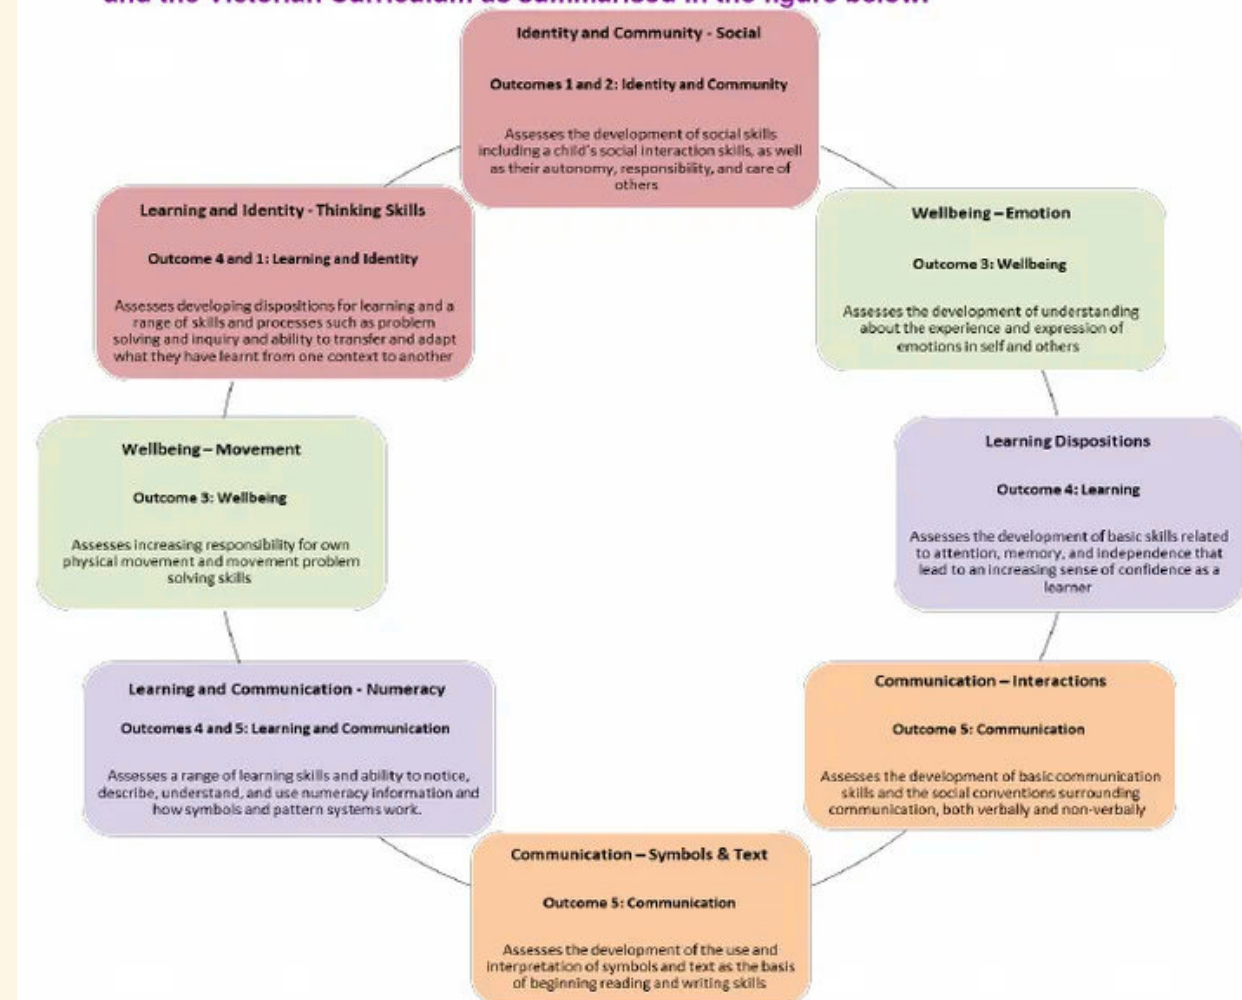 and the Victorian Curriculum as summarised in the figure below.
Identity and Community - Social
Outcomes 1 and 2: Identity and Community
Assesses the development of social skills
including a child's social interaction skills, as well
as their autonomy, responsibility, and care of
others
Wellbeing – Emotion
Outcome 3: Wellbeing
Assesses the development of understanding
about the experience and expression of
emotions in self and others
Learning Dispositions
Outcome 4: Learning
Assesses the development of basic skills related
to attention, memory, and independence that
lead to an increasing sense of confidence as a
learner
Communication – Interactions
Outcome 5: Communication
Assesses the development of basic communication
skills and the social conventions surrounding
communication, both verbally and non-verbally
Communication – Symbols & Text
Outcome 5: Communication
Assesses the development of the use and
interpretation of symbols and text as the basis
of beginning reading and writing skills
Learning and Communication - Numeracy
Outcomes 4 and 5: Learning and Communication
Assesses a range of learning skills and ability to notice,
describe, understand, and use numeracy information and
how symbols and pattern systems work.
Wellbeing – Movement
Outcome 3: Wellbeing
Assesses increasing responsibility for own
physical movement and movement problem
solving skills
Learning and Identity - Thinking Skills
Outcome 4 and 1: Learning and Identity
Assesses developing dispositions for learning and a
range of skills and processes such as problem
solving and inquiry and ability to transfer and adapt
what they have learnt from one context to another